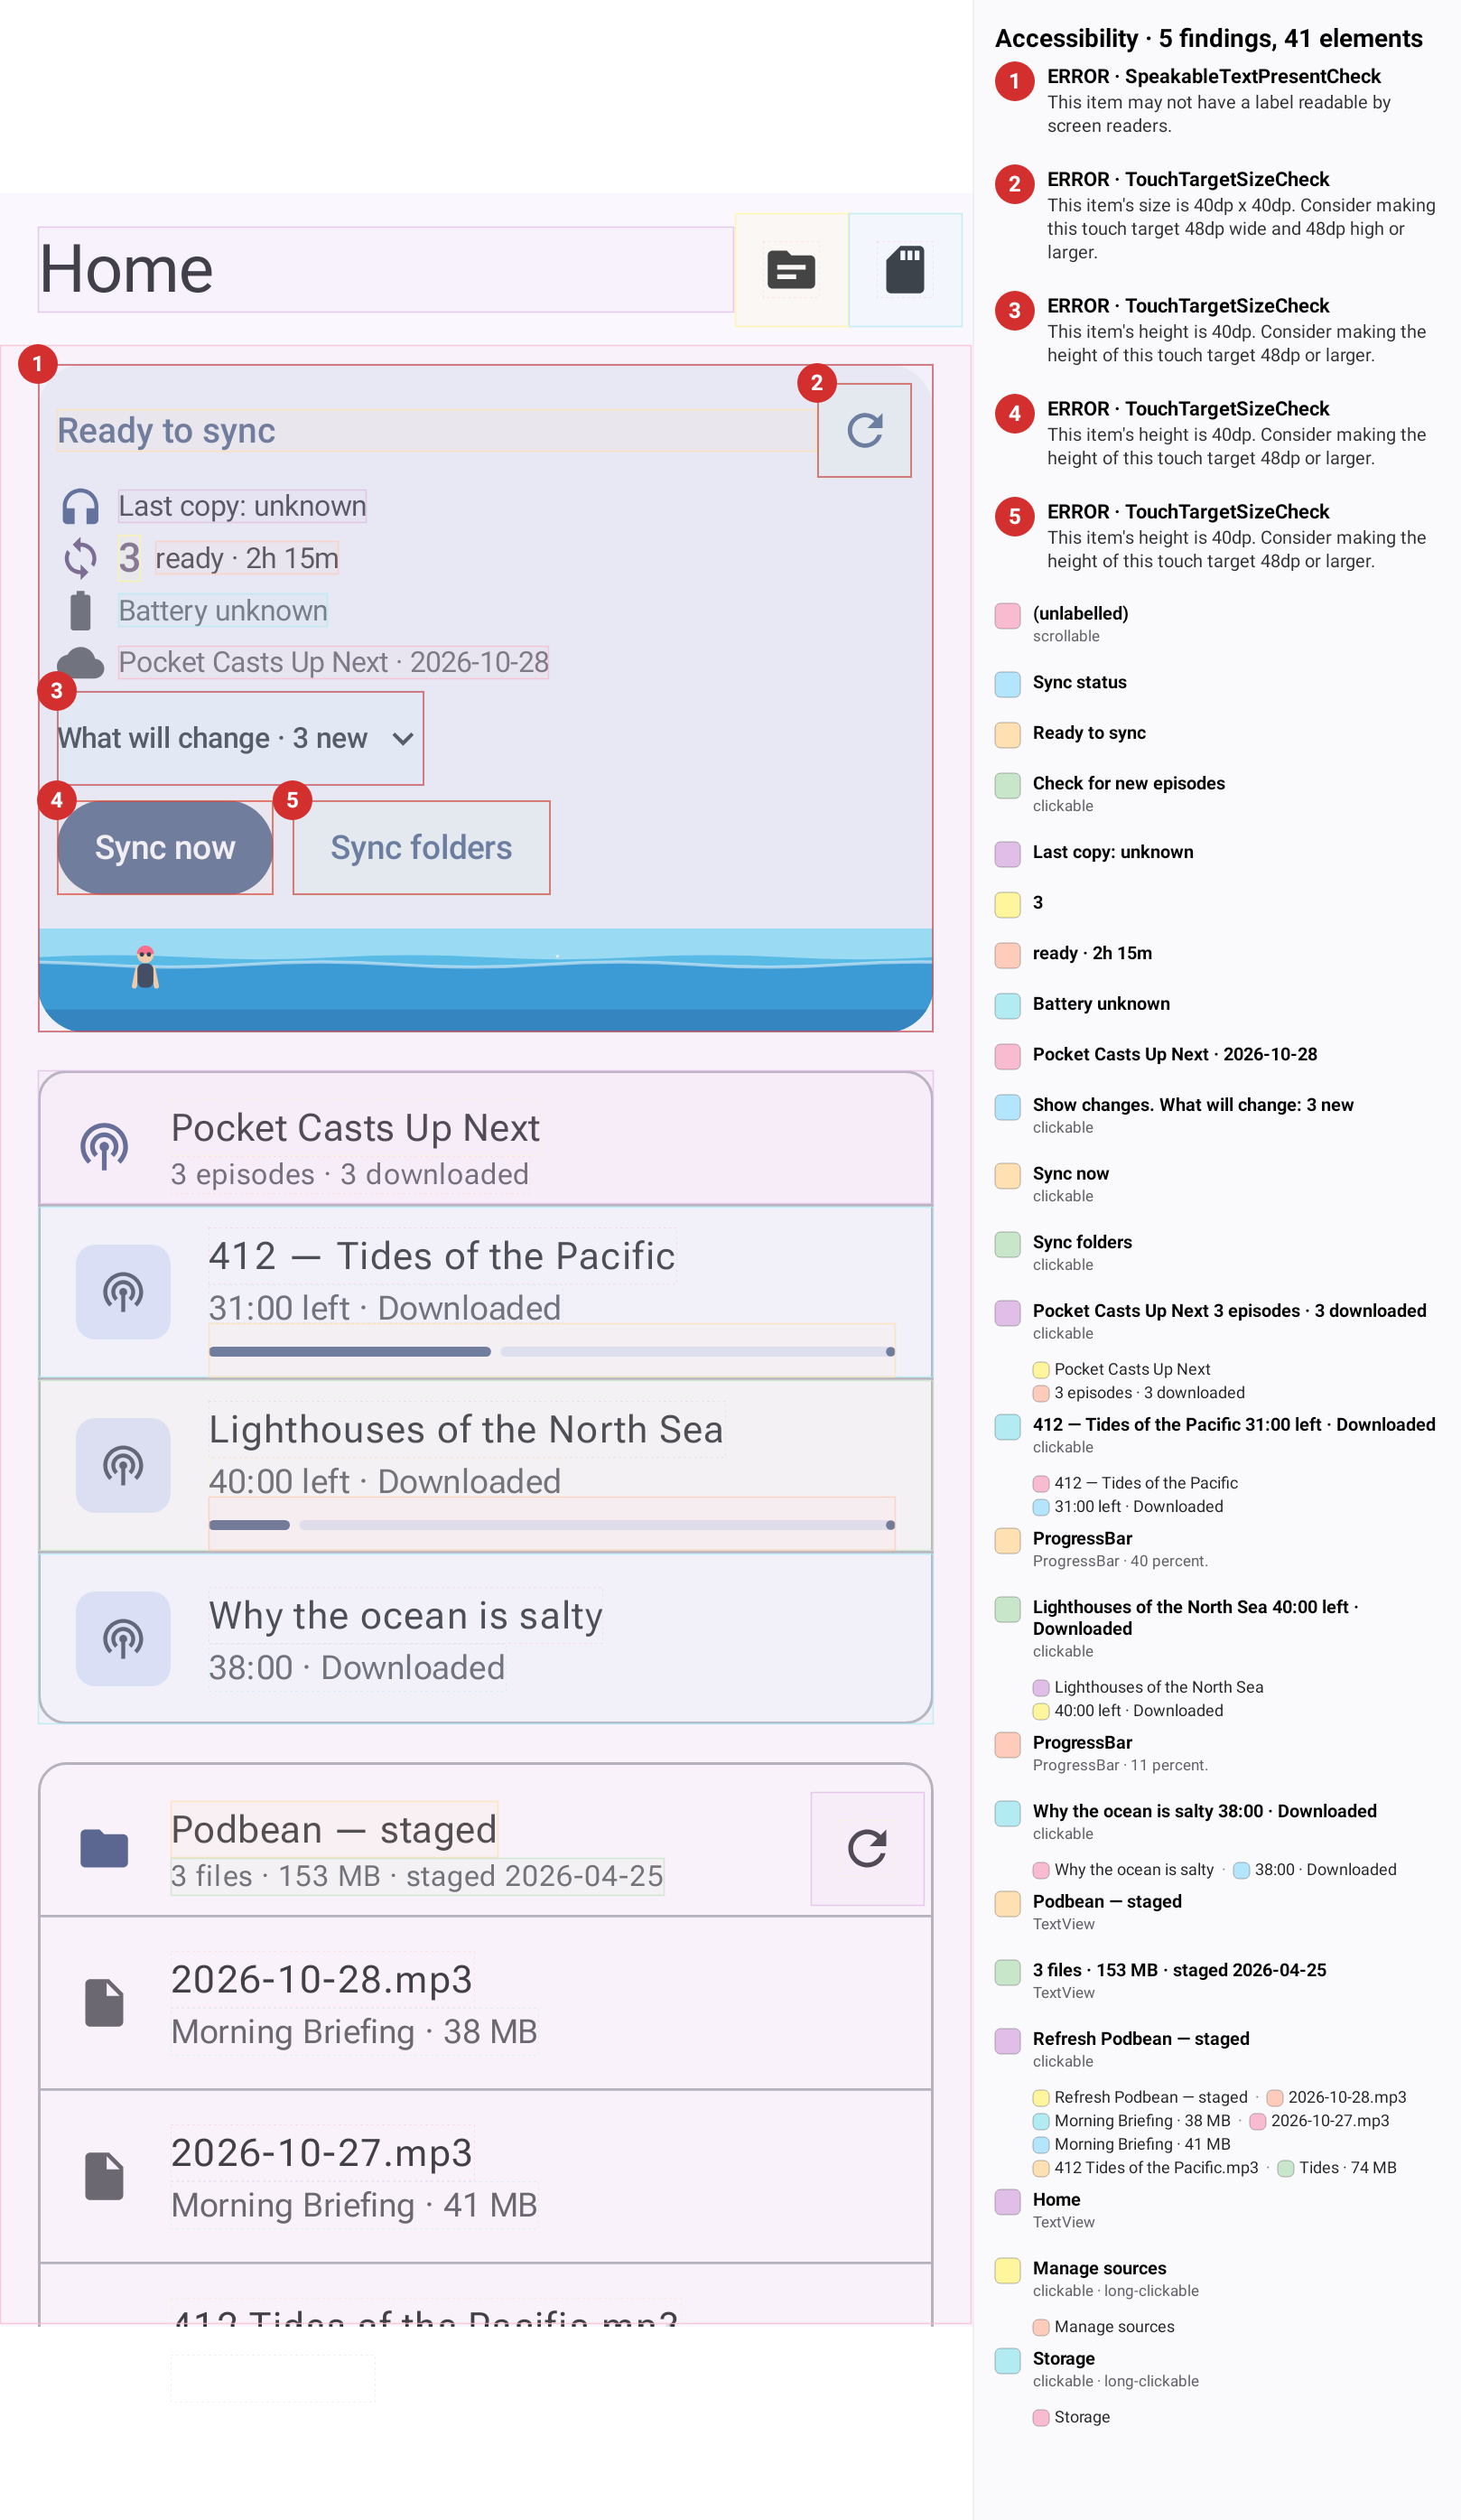 Home
1
2
Ready to sync
Last copy: unknown
3 ready · 2h 15m
Battery unknown
Pocket Casts Up Next · 2026-10-28
3
What will change · 3 new
4
5
Sync now
Sync folders
Pocket Casts Up Next
3 episodes · 3 downloaded
412 — Tides of the Pacific
31:00 left · Downloaded
Lighthouses of the North Sea
40:00 left · Downloaded
Why the ocean is salty
38:00 · Downloaded
Podbean — staged
3 files · 153 MB · staged 2026-04-25
2026-10-28.mp3
Morning Briefing · 38 MB
2026-10-27.mp3
Morning Briefing · 41 MB
412 Tides of the Pacific.mp3
Accessibility · 5 findings, 41 elements
1
ERROR · SpeakableTextPresentCheck
This item may not have a label readable by
screen readers.
2
ERROR · TouchTargetSizeCheck
This item's size is 40dp x 40dp. Consider making
this touch target 48dp wide and 48dp high or
larger.
3
ERROR · TouchTargetSizeCheck
This item's height is 40dp. Consider making the
height of this touch target 48dp or larger.
4
ERROR · TouchTargetSizeCheck
This item's height is 40dp. Consider making the
height of this touch target 48dp or larger.
5
ERROR · TouchTargetSizeCheck
This item's height is 40dp. Consider making the
height of this touch target 48dp or larger.
(unlabelled)
scrollable
Sync status
Ready to sync
Check for new episodes
clickable
Last copy: unknown
3
ready · 2h 15m
Battery unknown
Pocket Casts Up Next · 2026-10-28
Show changes. What will change: 3 new
clickable
Sync now
clickable
Sync folders
clickable
Pocket Casts Up Next 3 episodes · 3 downloaded
clickable
Pocket Casts Up Next
3 episodes · 3 downloaded
412 — Tides of the Pacific 31:00 left · Downloaded
clickable
412 — Tides of the Pacific
31:00 left · Downloaded
ProgressBar
ProgressBar · 40 percent.
Lighthouses of the North Sea 40:00 left ·
Downloaded
clickable
Lighthouses of the North Sea
40:00 left · Downloaded
ProgressBar
ProgressBar · 11 percent.
Why the ocean is salty 38:00 · Downloaded
clickable
Why the ocean is salty · 38:00 · Downloaded
Podbean — staged
TextView
3 files · 153 MB · staged 2026-04-25
TextView
Refresh Podbean — staged
clickable
Refresh Podbean — staged · 2026-10-28.mp3
Morning Briefing · 38 MB · 2026-10-27.mp3
Morning Briefing · 41 MB
412 Tides of the Pacific.mp3 · Tides · 74 MB
Home
TextView
Manage sources
clickable · long-clickable
Manage sources
Storage
clickable · long-clickable
Storage